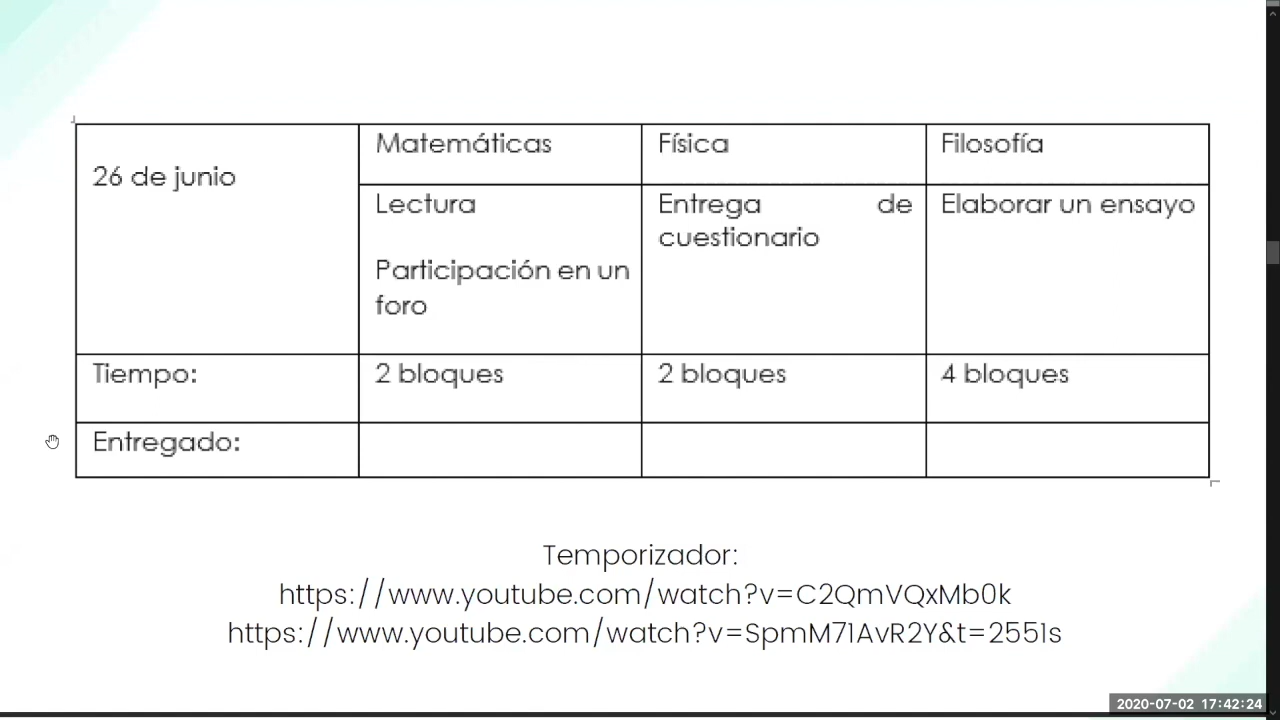 26 de junio
Matemáticas
Física
Filosofía
Lectura
Participación en un
foro
Entrega de
cuestionario
Elaborar un ensayo
Tiempo:
2 bloques
2 bloques
4 bloques
Entregado:
Temporizador:
https://www.youtube.com/watch?v=C2QmVQxMb0k
https://www.youtube.com/watch?v=SpmM71AvR2Y&t=2551s
2020-07-02 17:42:24